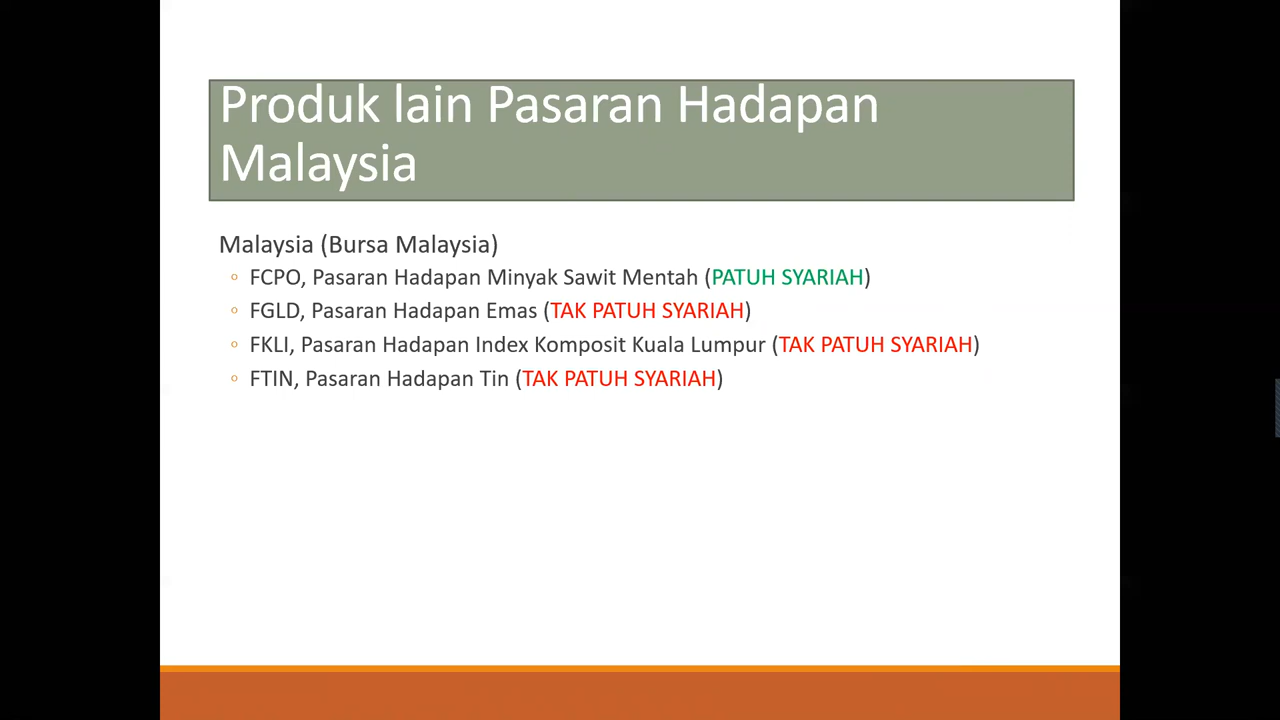 Produk lain Pasaran Hadapan
Malaysia
Malaysia (Bursa Malaysia)
◦ FCPO, Pasaran Hadapan Minyak Sawit Mentah (PATUH SYARIAH)
◦ FGLD, Pasaran Hadapan Emas (TAK PATUH SYARIAH)
◦ FKLI, Pasaran Hadapan Index Komposit Kuala Lumpur (TAK PATUH SYARIAH)
◦ FTIN, Pasaran Hadapan Tin (TAK PATUH SYARIAH)